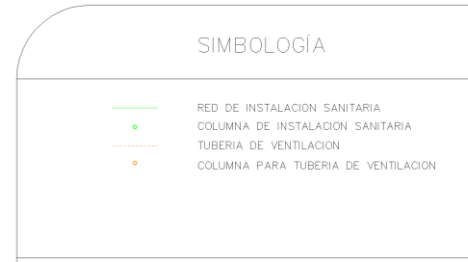 SIMBOLOGÍA
RED DE INSTALACION SANITARIA
COLUMNA DE INSTALACION SANITARIA
TUBERIA DE VENTILACION
COLUMNA PARA TUBERIA DE VENTILACION